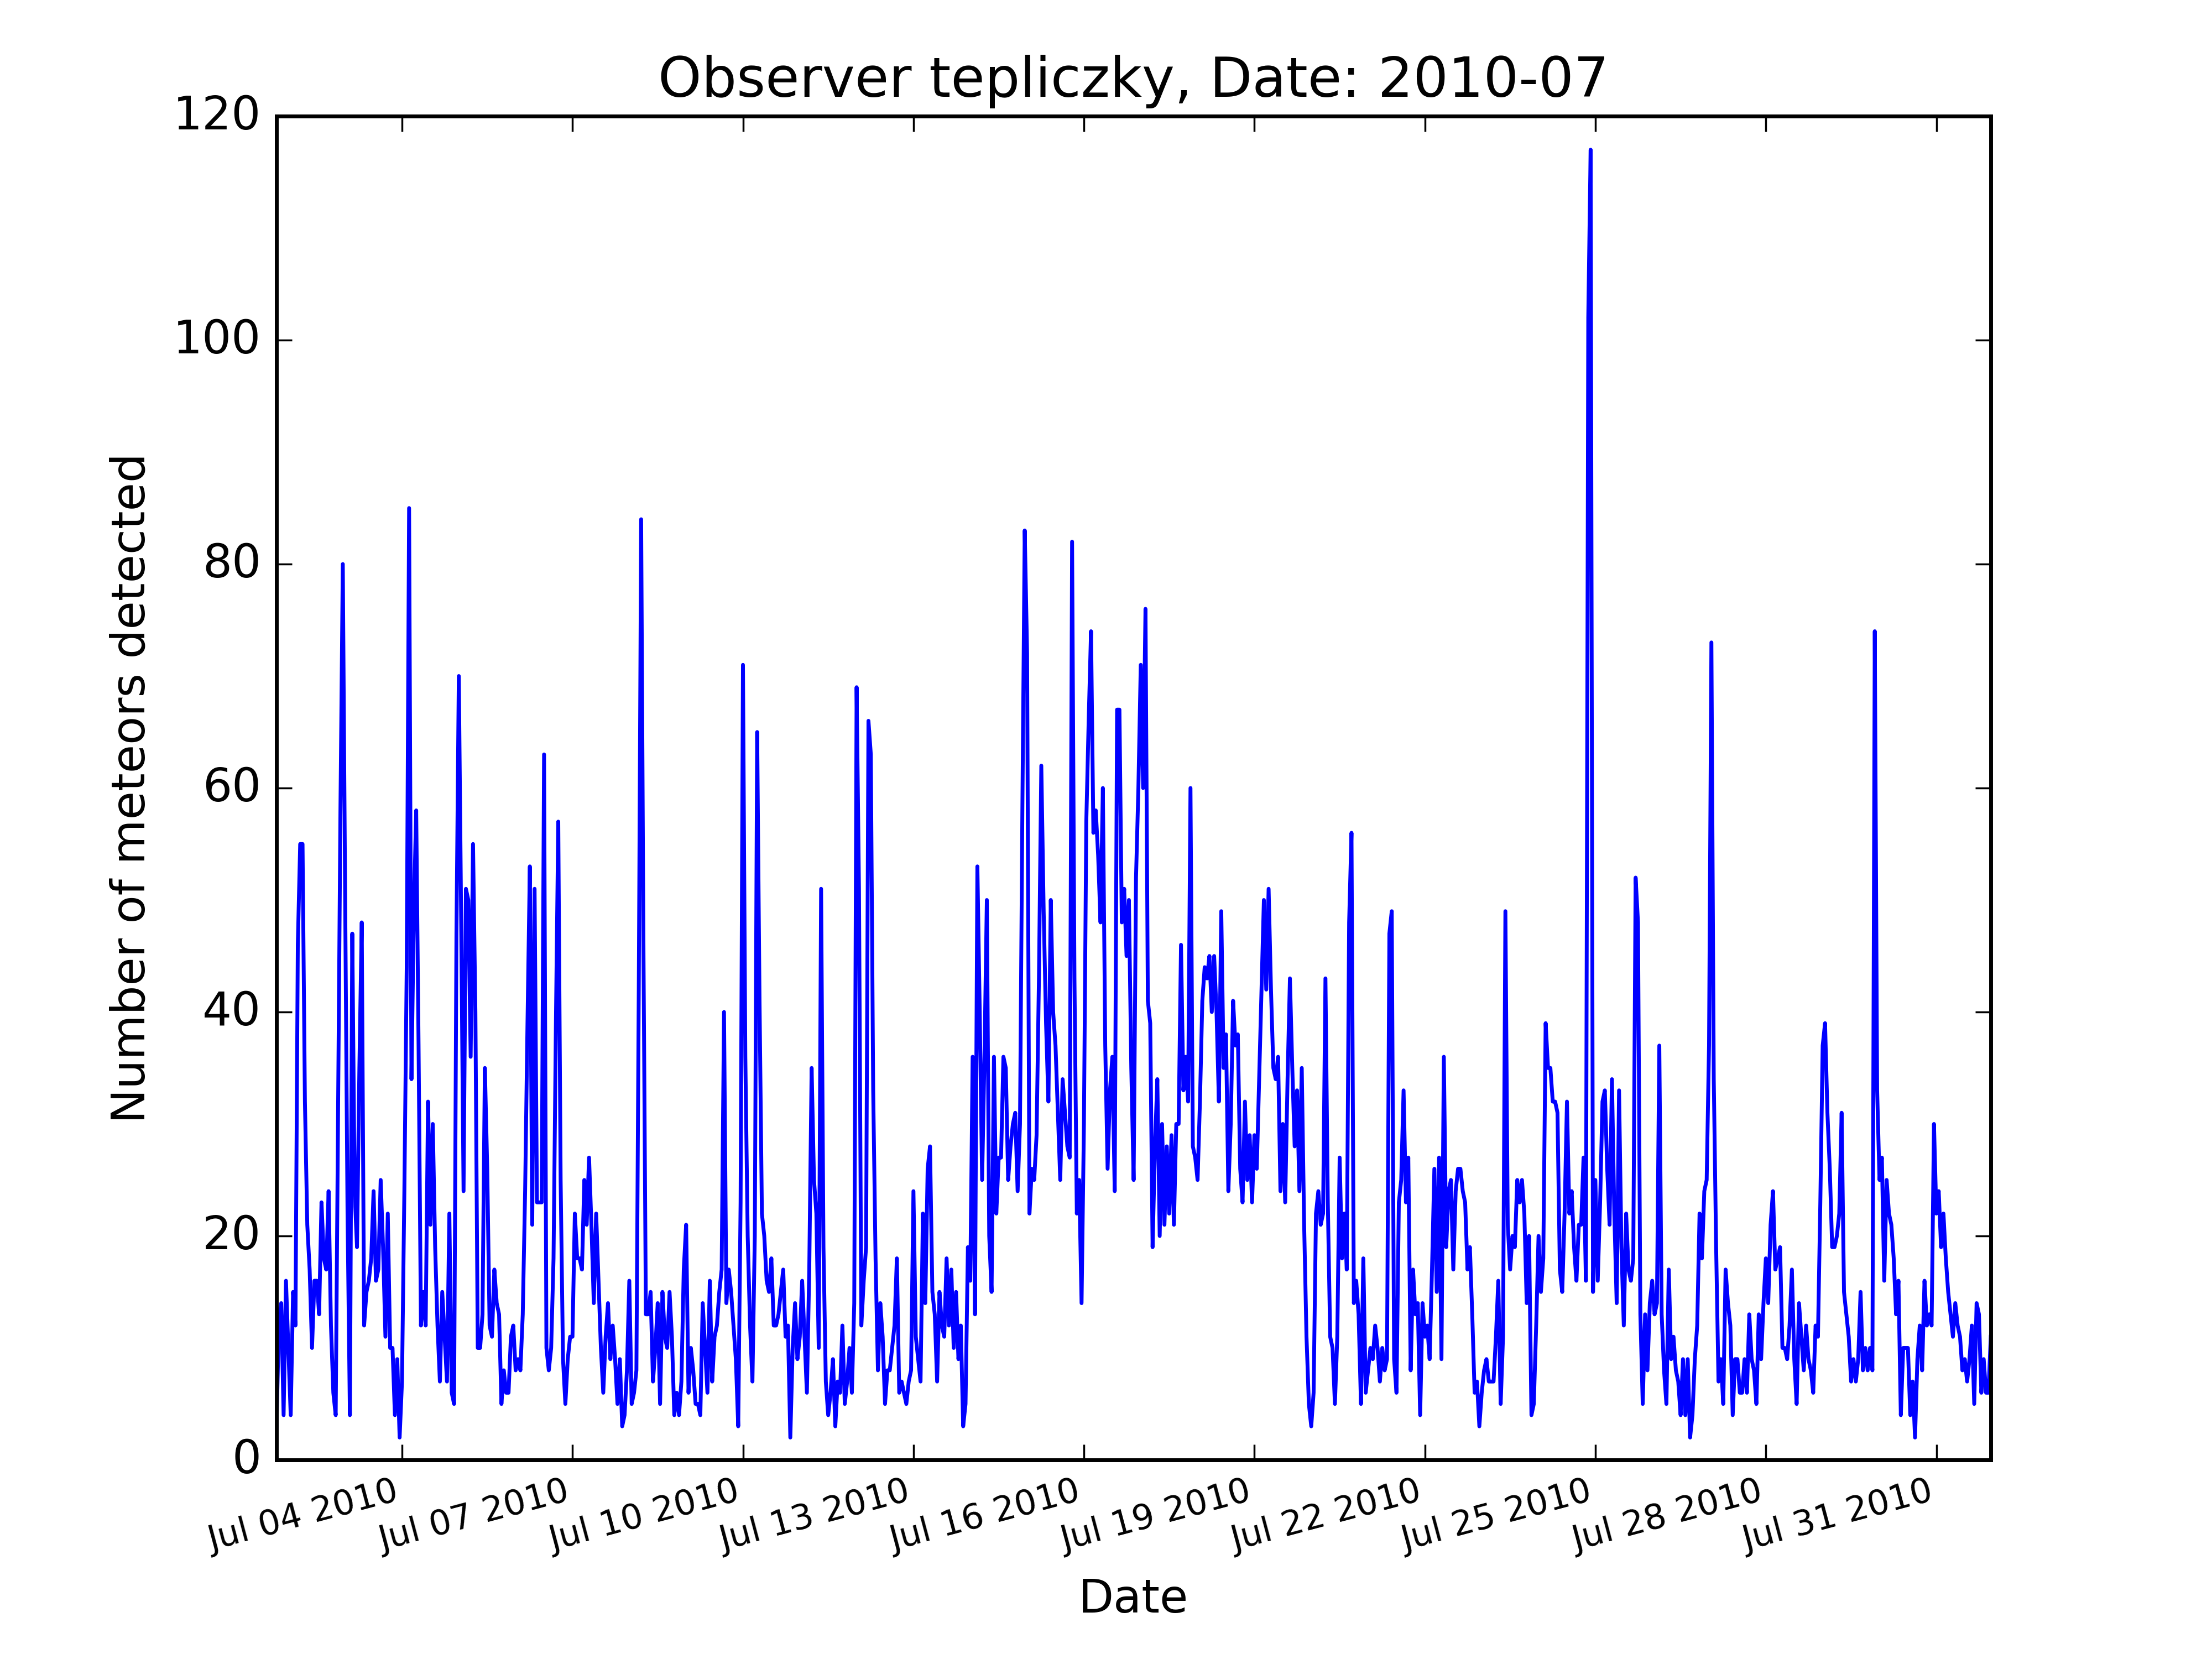 Observer tepliczky, Date: 2010-07
120
100
80
60
40
20
0
Number of meteors detected
Jul 04 2010
Jul 07 2010
Jul 10 2010
Jul 13 2010
Jul 16 2010
Jul 19 2010
Jul 22 2010
Jul 25 2010
Jul 28 2010
Jul 31 2010
Date